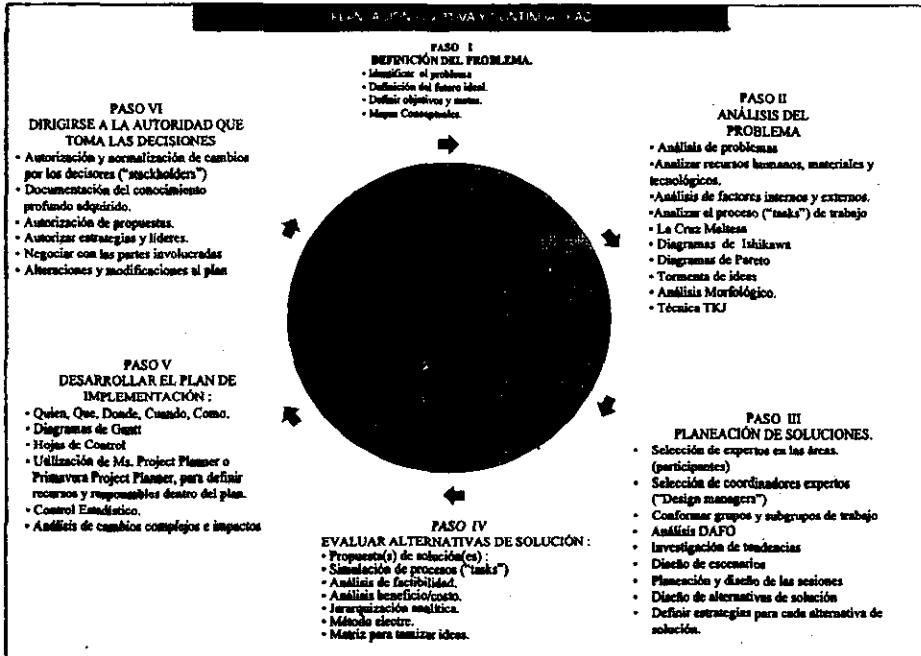 PASO I
DEFINICIÓN DEL PROBLEMA.
• Identificar el problema
• Definición del futuro ideal.
• Definir objetivos y metas.
• Mapas Conceptuales.
PASO II
ANÁLISIS DEL
PROBLEMA
• Análisis de problemas
•Analizar recursos humanos, materiales y
tecnológicos.
•Análisis de factores internos y externos.
•Analizar el proceso ("tasks") de trabajo
• La Cruz Maltesa
• Diagramas de Ishikawa
• Diagramas de Pareto
• Tormenta de ideas
• Análisis Morfológico.
• Técnica TKJ
PASO III
PLANEACIÓN DE SOLUCIONES.
• Selección de expertos en las áreas.
(participantes)
• Selección de coordinadores expertos
("Design managers")
• Conformar grupos y subgrupos de trabajo
• Análisis DAFO
• Investigación de tendencias
• Diseño de escenarios
• Planeación y diseño de las sesiones
• Diseño de alternativas de solución
• Definir estrategias para cada alternativa de
solución.
PASO IV
EVALUAR ALTERNATIVAS DE SOLUCIÓN :
• Propuesta(s) de solución(es) :
• Simulación de procesos ("tasks")
• Análisis de factibilidad.
• Análisis beneficio/costo.
• Jerarquización analítica.
• Método electre.
• Matriz para tamizar ideas.
PASO V
DESARROLLAR EL PLAN DE
IMPLEMENTACIÓN :
• Quien, Que, Donde, Cuando, Como.
• Diagramas de Gantt
• Hojas de Control
• Utilización de Ms. Project Planner o
Primavera Project Planner, para definir
recursos y responsables dentro del plan.
• Control Estadístico.
• Análisis de cambios complejos e impactos
PASO VI
DIRIGIRSE A LA AUTORIDAD QUE
TOMA LAS DECISIONES
• Autorización y normalización de cambios
por los decisores ("stackholders")
• Documentación del conocimiento
profundo adquirido.
• Autorización de propuestas.
• Autorizar estrategias y líderes.
• Negociar con las partes involucradas
• Alteraciones y modificaciones al plan